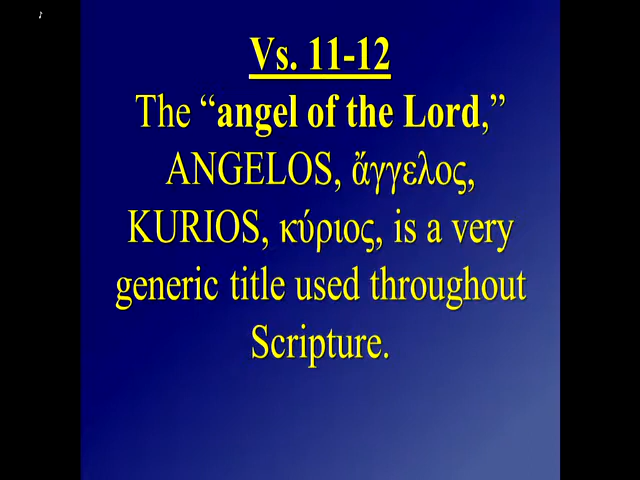 Vs. 11-12
The “angel of the Lord,”
ANGELOS, ἄγγελος,
KURIOS, κύριος, is a very
generic title used throughout
Scripture.